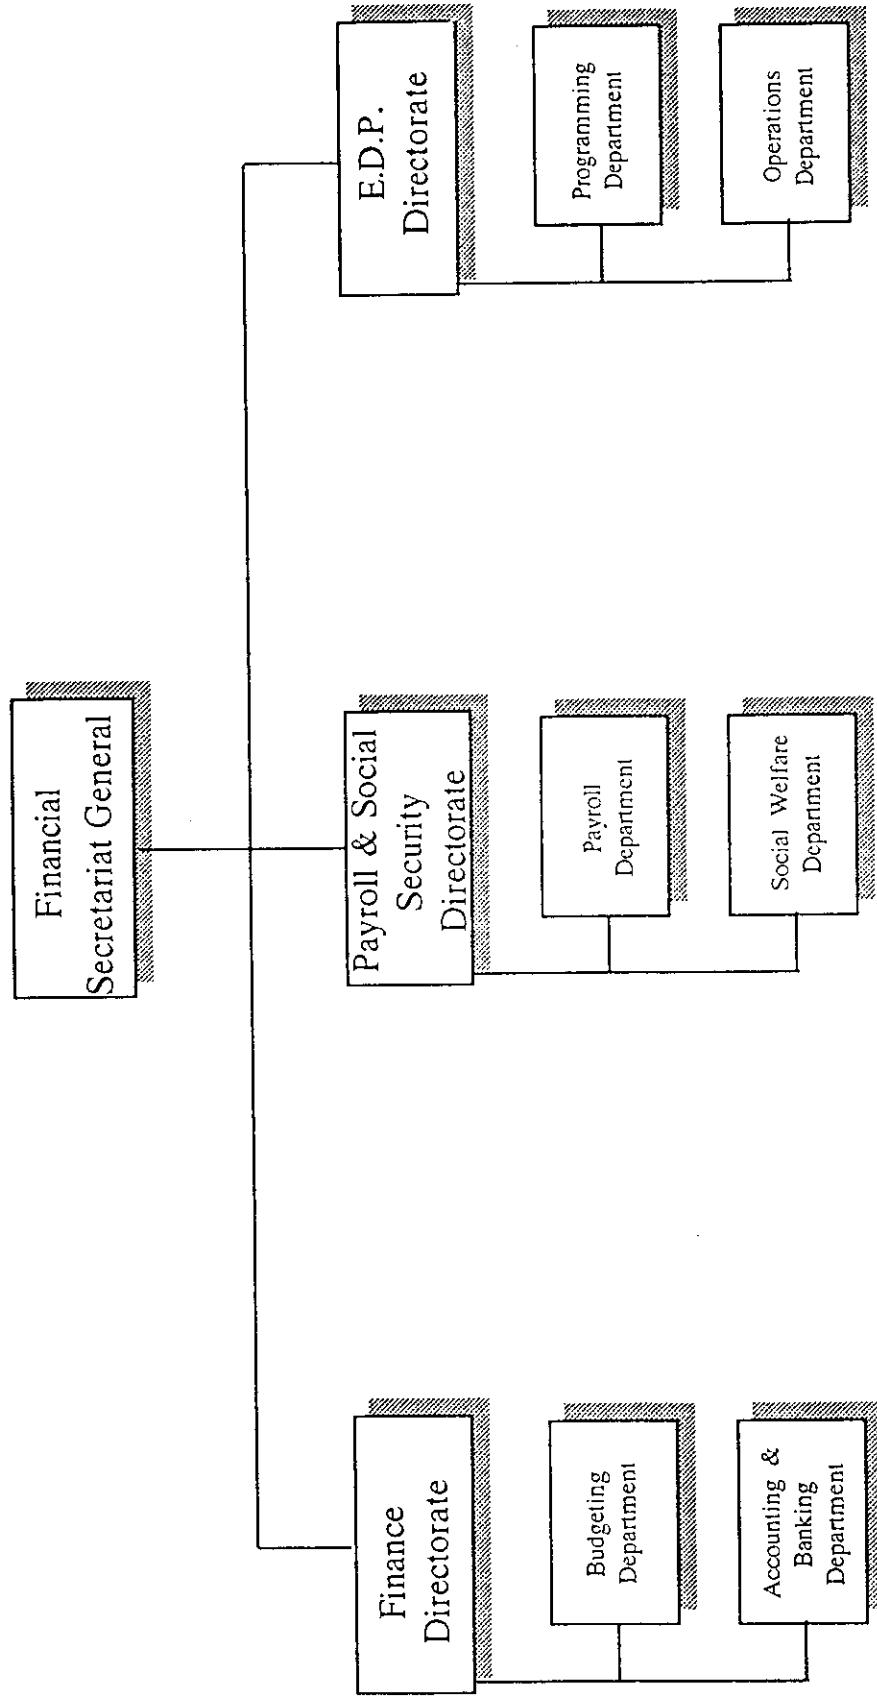 Financial
Secretariat General
Finance
Directorate
Budgeting
Department
Accounting &
Banking
Department
Payroll & Social
Security
Directorate
Payroll
Department
Social Welfare
Department
E.D.P.
Directorate
Programming
Department
Operations
Department